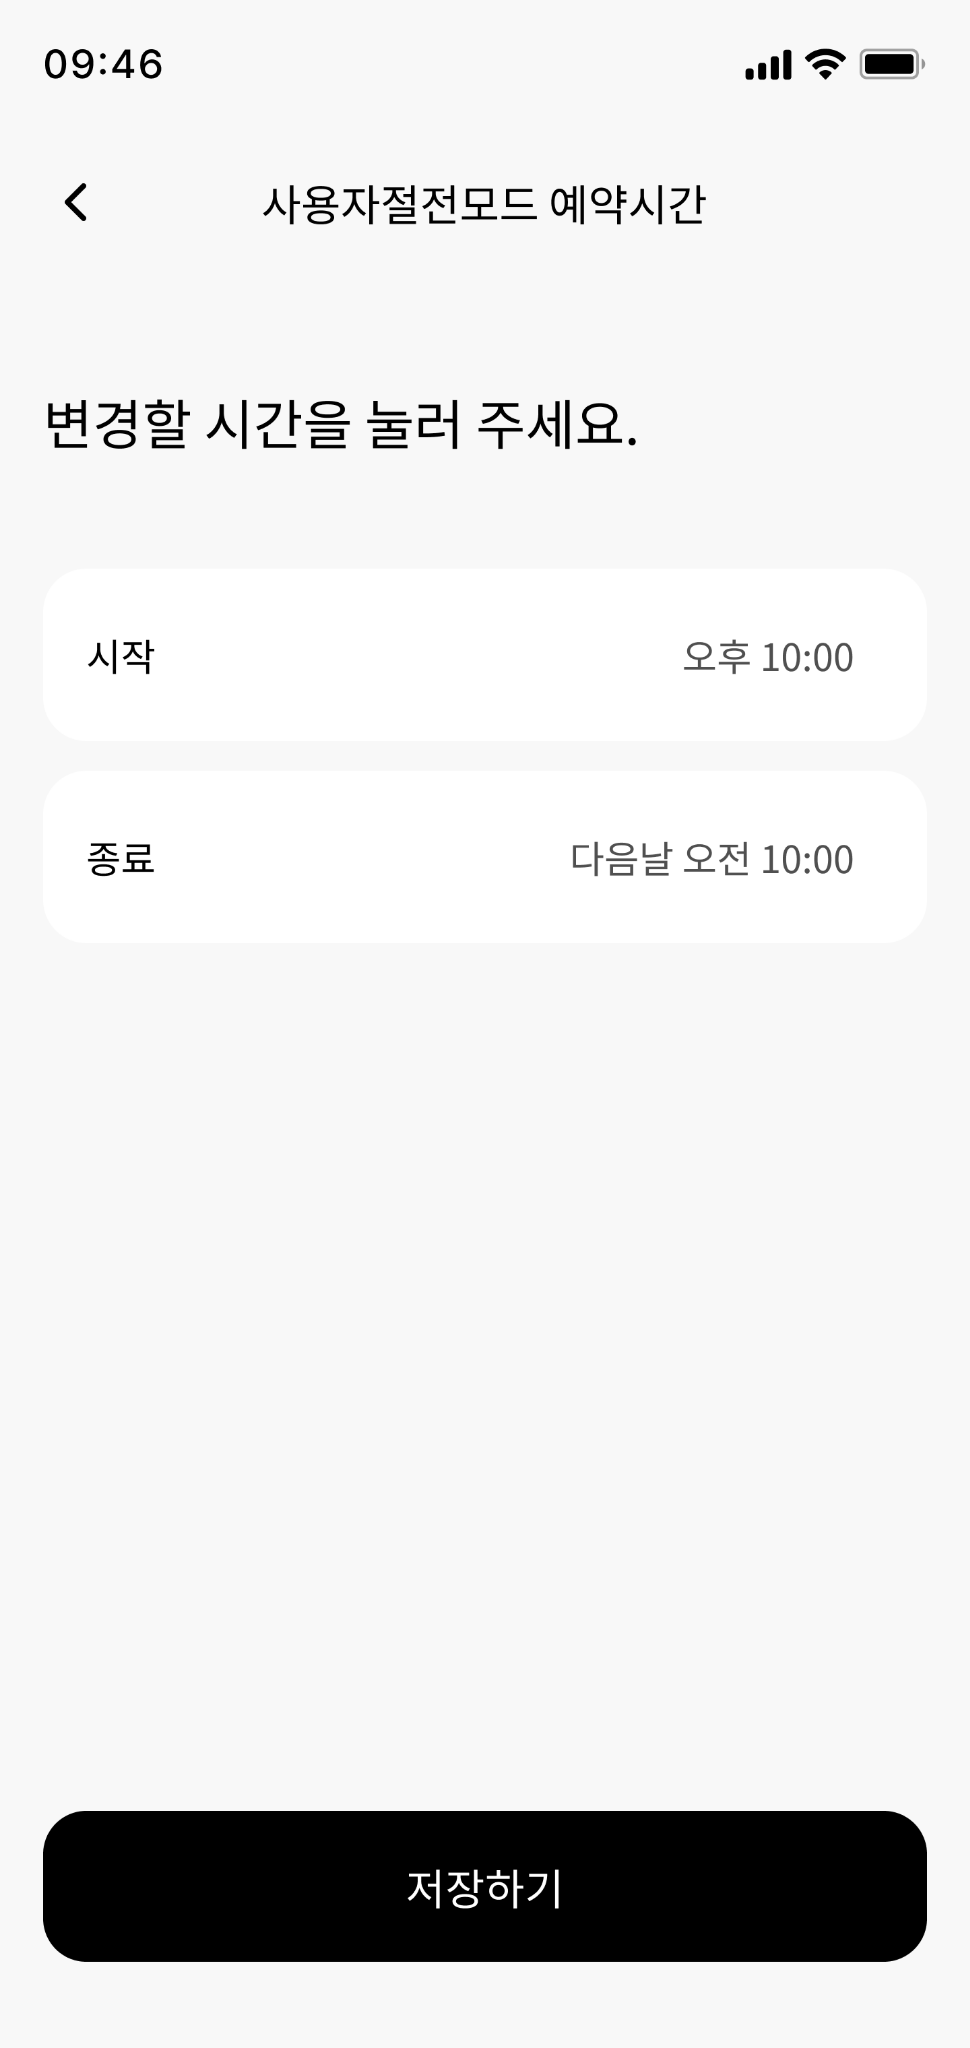 09:46
사용자절전모드 예약시간
변경할 시간을 눌러 주세요.
시작 오후 10:00
종료 다음날 오전 10:00
저장하기